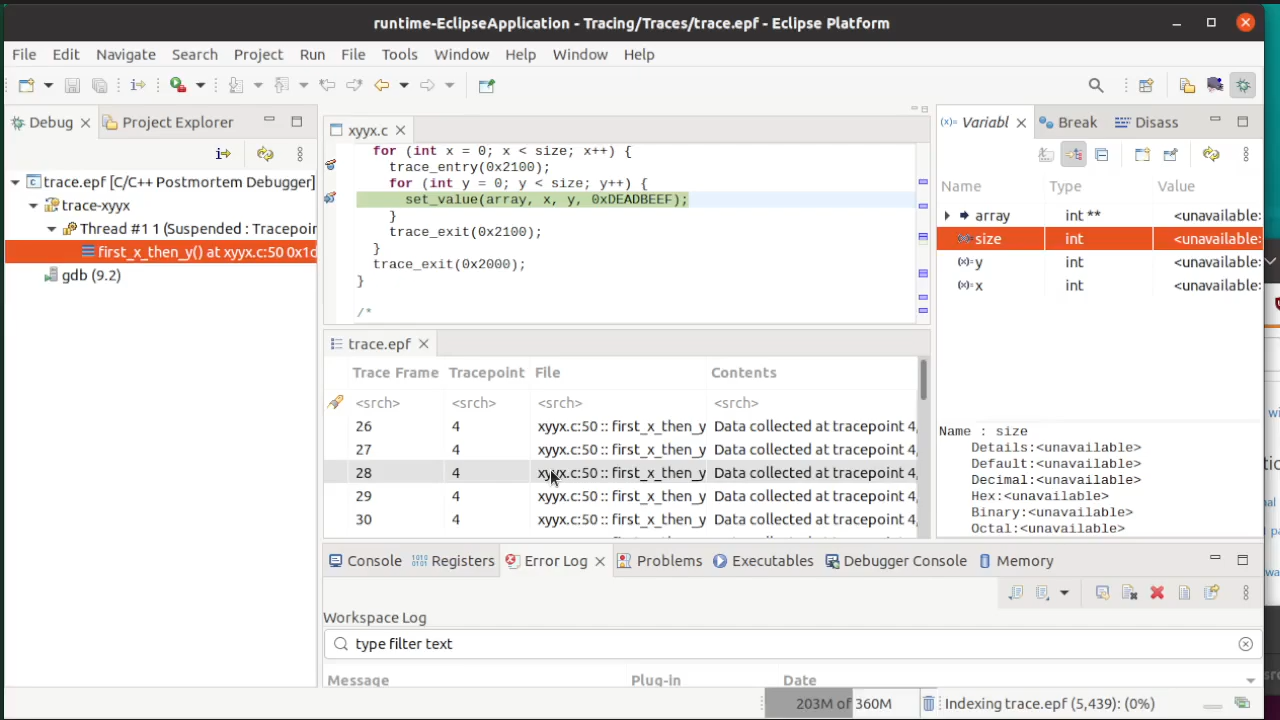 runtime-EclipseApplication - Tracing/Traces/trace.epf - Eclipse Platform
File Edit Navigate Search Project Run File Tools Window Help Window Help
Debug Project Explorer
trace.epf [C/C++ Postmortem Debugger]
trace-xyyx
Thread #1 1 (Suspended : Tracepoin
first_x_then_y() at xyyx.c:50 0x1d
gdb (9.2)
xyyx.c
for (int x = 0; x < size; x++) {
trace_entry(0x2100);
for (int y = 0; y < size; y++) {
set_value(array, x, y, 0xDEADBEEF);
}
trace_exit(0x2100);
}
trace_exit(0x2000);
}
/*
trace.epf
Trace Frame Tracepoint File Contents
<srch> <srch> <srch> <srch>
26 4 xyyx.c:50 :: first_x_then_y Data collected at tracepoint 4,
27 4 xyyx.c:50 :: first_x_then_y Data collected at tracepoint 4,
28 4 xyyx.c:50 :: first_x_then_y Data collected at tracepoint 4,
29 4 xyyx.c:50 :: first_x_then_y Data collected at tracepoint 4,
30 4 xyyx.c:50 :: first_x_then_y Data collected at tracepoint 4,
(x)= Variabl Break Disass
Name Type Value
array int ** <unavailable:
size int <unavailable:
(x)= y int <unavailable:
(x)= x int <unavailable:
Name : size
Details:<unavailable>
Default:<unavailable>
Decimal:<unavailable>
Hex:<unavailable>
Binary:<unavailable>
Octal:<unavailable>
Console Registers Error Log Problems Executables Debugger Console Memory
Workspace Log
type filter text
Message Plug-in Date
203M of 360M Indexing trace.epf (5,439): (0%)